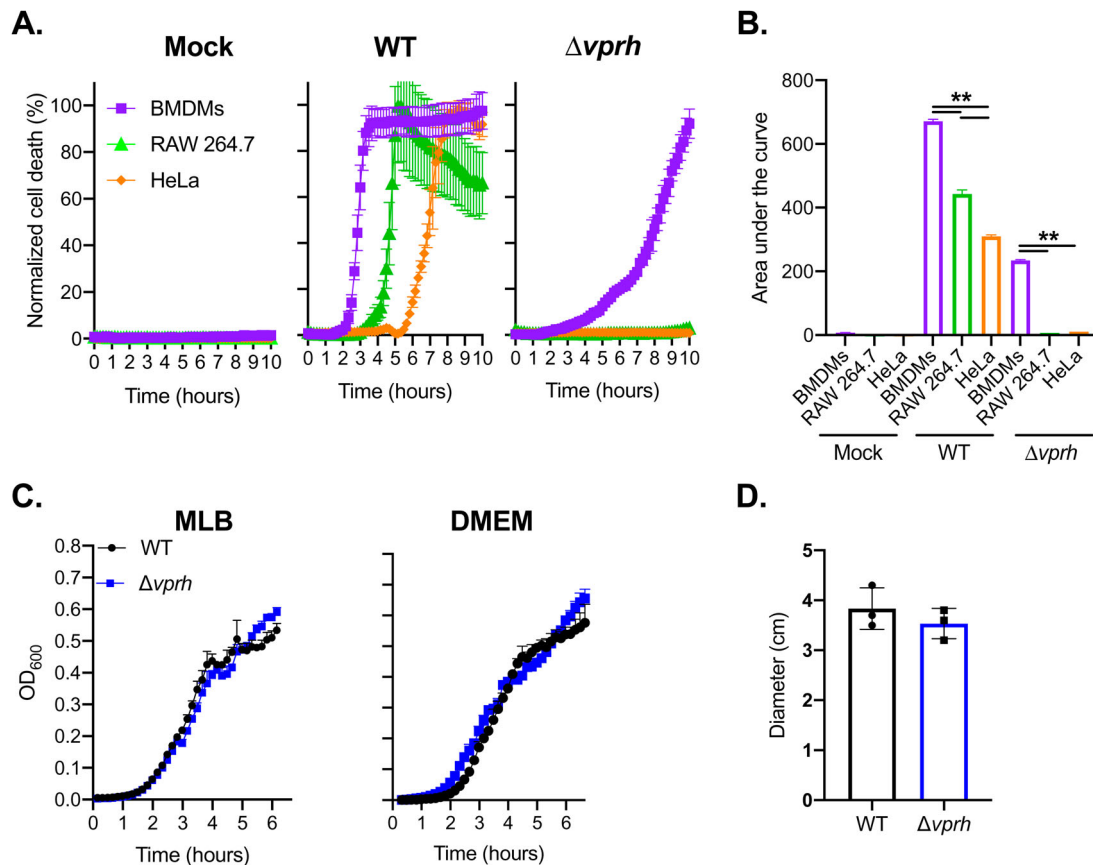 A.
Mock
WT
Δvprh
Normalized cell death (%)
100
80
60
40
20
0
BMDMs
RAW 264.7
HeLa
0 1 2 3 4 5 6 7 8 9 10
0 1 2 3 4 5 6 7 8 9 10
0 1 2 3 4 5 6 7 8 9 10
Time (hours)
Time (hours)
Time (hours)
B.
Area under the curve
800
600
400
200
0
**
**
BMDMs
RAW 264.7
HeLa
BMDMs
RAW 264.7
HeLa
BMDMs
RAW 264.7
HeLa
Mock
WT
Δvprh
C.
MLB
DMEM
OD600
0.8
0.7
0.6
0.5
0.4
0.3
0.2
0.1
0.0
WT
Δvprh
0 1 2 3 4 5 6
0 1 2 3 4 5 6
Time (hours)
Time (hours)
D.
Diameter (cm)
5
4
3
2
1
0
WT
Δvprh